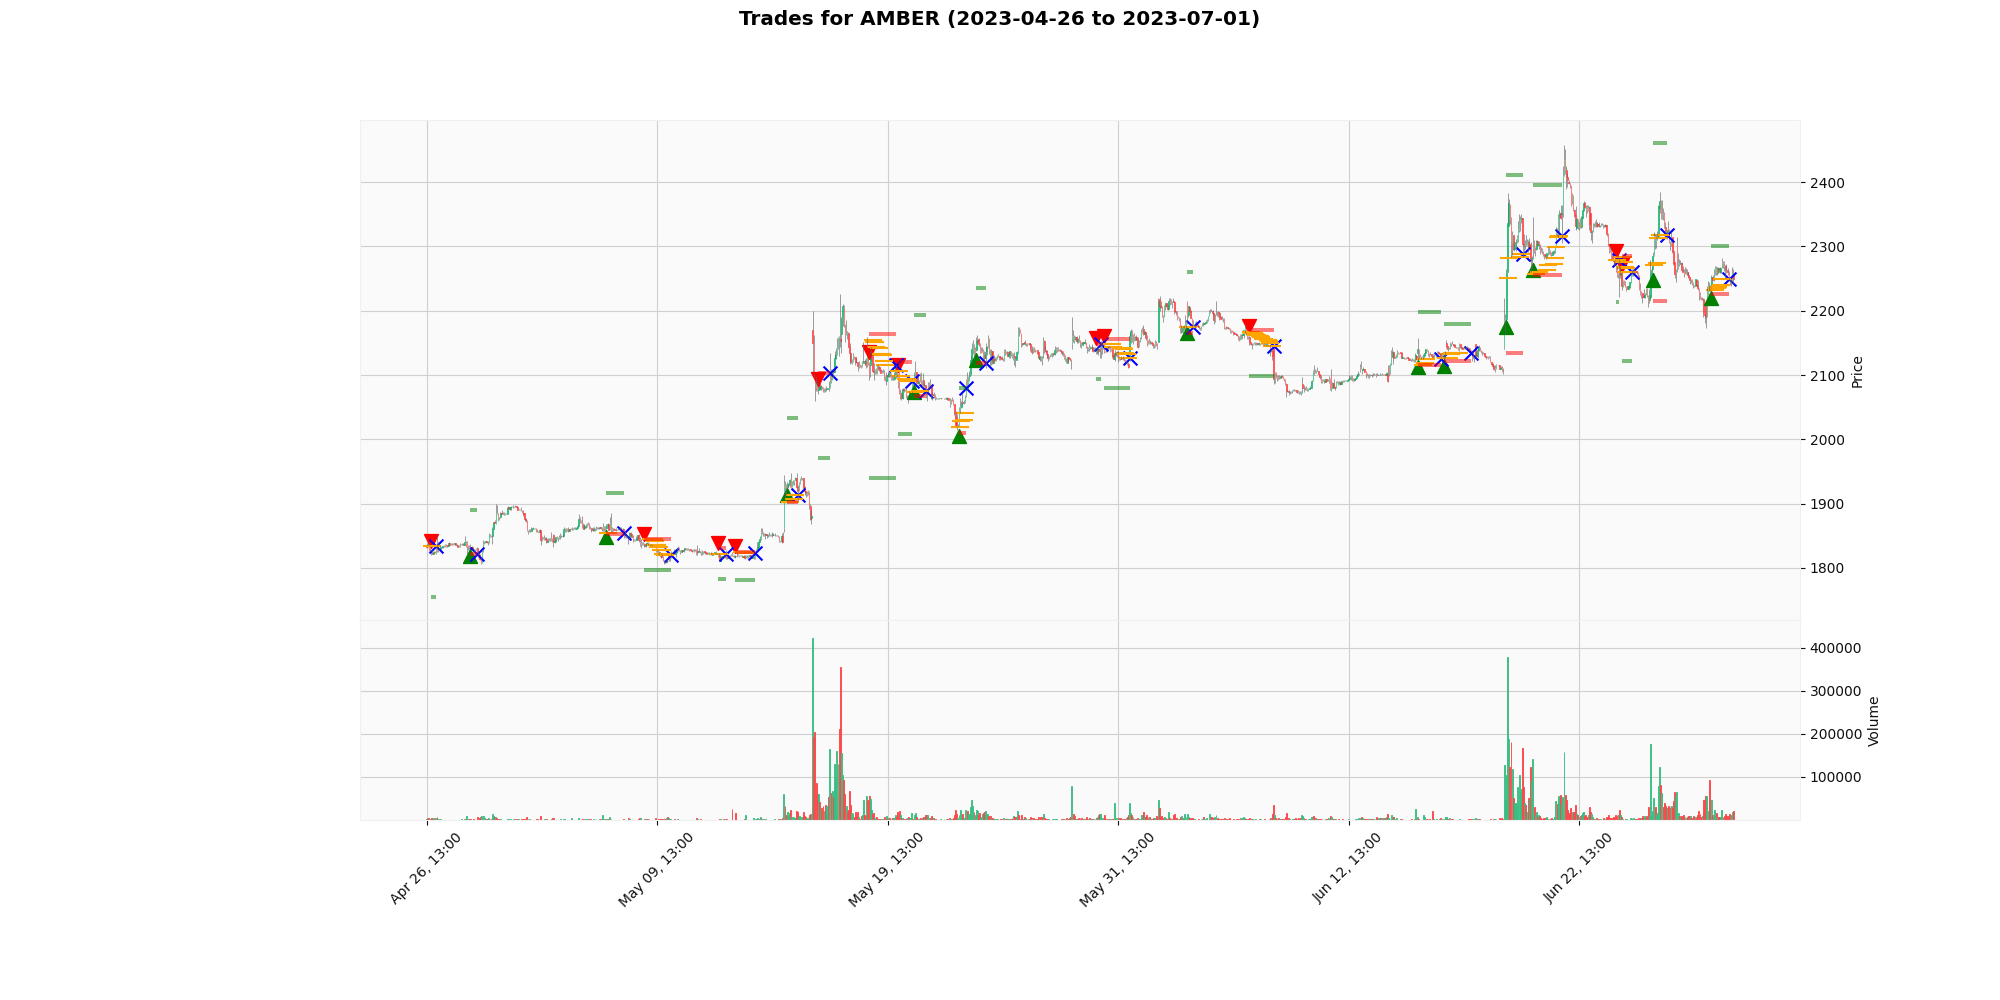 Trades for AMBER (2023-04-26 to 2023-07-01)
2400
2300
2200
2100
2000
1900
1800
Price
400000
300000
200000
100000
Volume
Apr 26, 13:00
May 09, 13:00
May 19, 13:00
May 31, 13:00
Jun 12, 13:00
Jun 22, 13:00